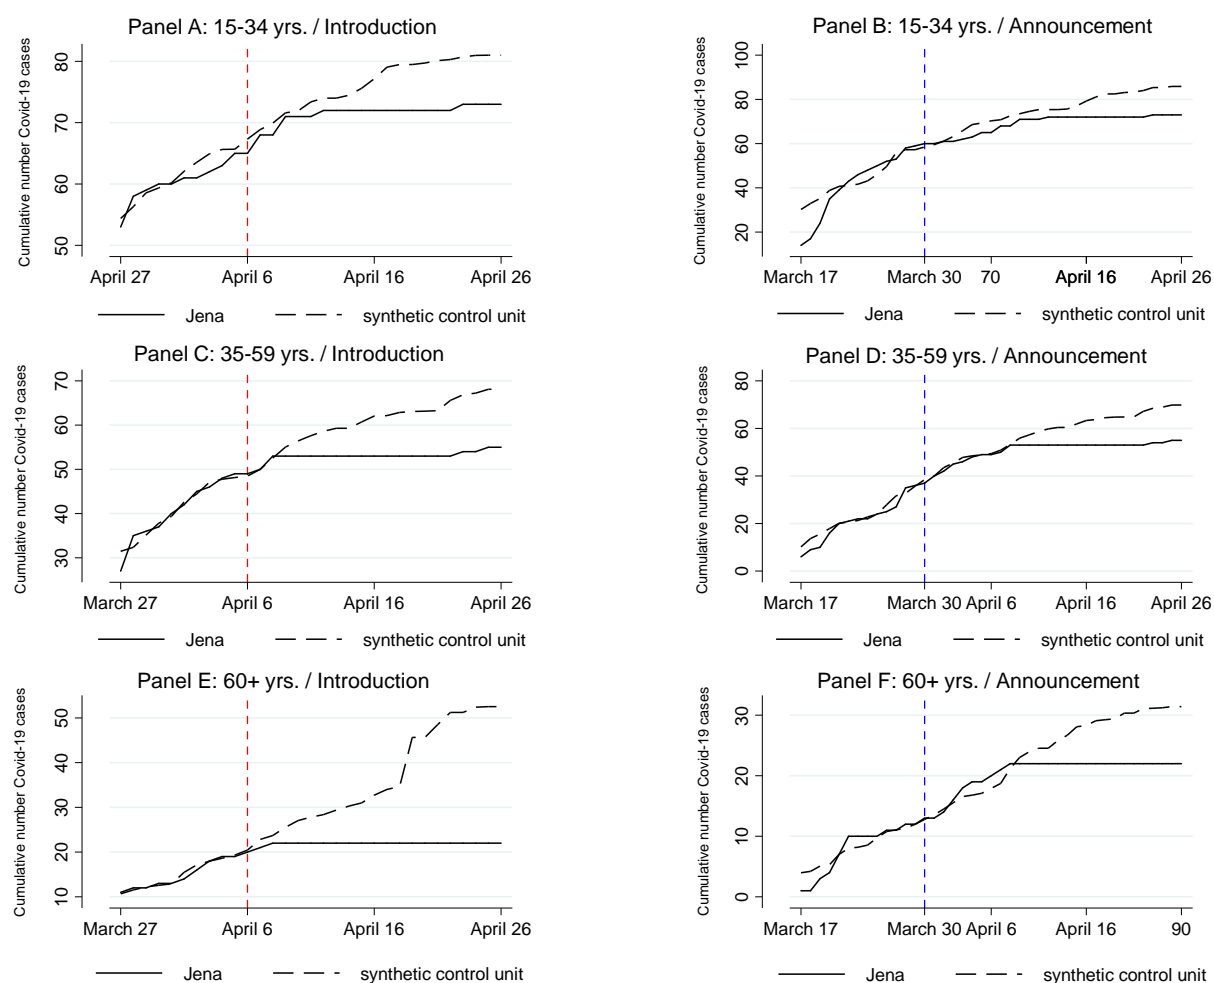 Panel A: 15-34 yrs. / Introduction
Cumulative number Covid-19 cases
80
70
60
50
April 27 April 6 April 16 April 26
Jena synthetic control unit
Panel B: 15-34 yrs. / Announcement
Cumulative number Covid-19 cases
100
80
60
40
20
March 17 March 30 70 April 16 April 26
Jena synthetic control unit
Panel C: 35-59 yrs. / Introduction
Cumulative number Covid-19 cases
70
60
50
40
30
March 27 April 6 April 16 April 26
Jena synthetic control unit
Panel D: 35-59 yrs. / Announcement
Cumulative number Covid-19 cases
80
60
40
20
0
March 17 March 30 April 6 April 16 April 26
Jena synthetic control unit
Panel E: 60+ yrs. / Introduction
Cumulative number Covid-19 cases
50
40
30
20
10
March 27 April 6 April 16 April 26
Jena synthetic control unit
Panel F: 60+ yrs. / Announcement
Cumulative number Covid-19 cases
30
20
10
0
March 17 March 30 April 6 April 16 90
Jena synthetic control unit